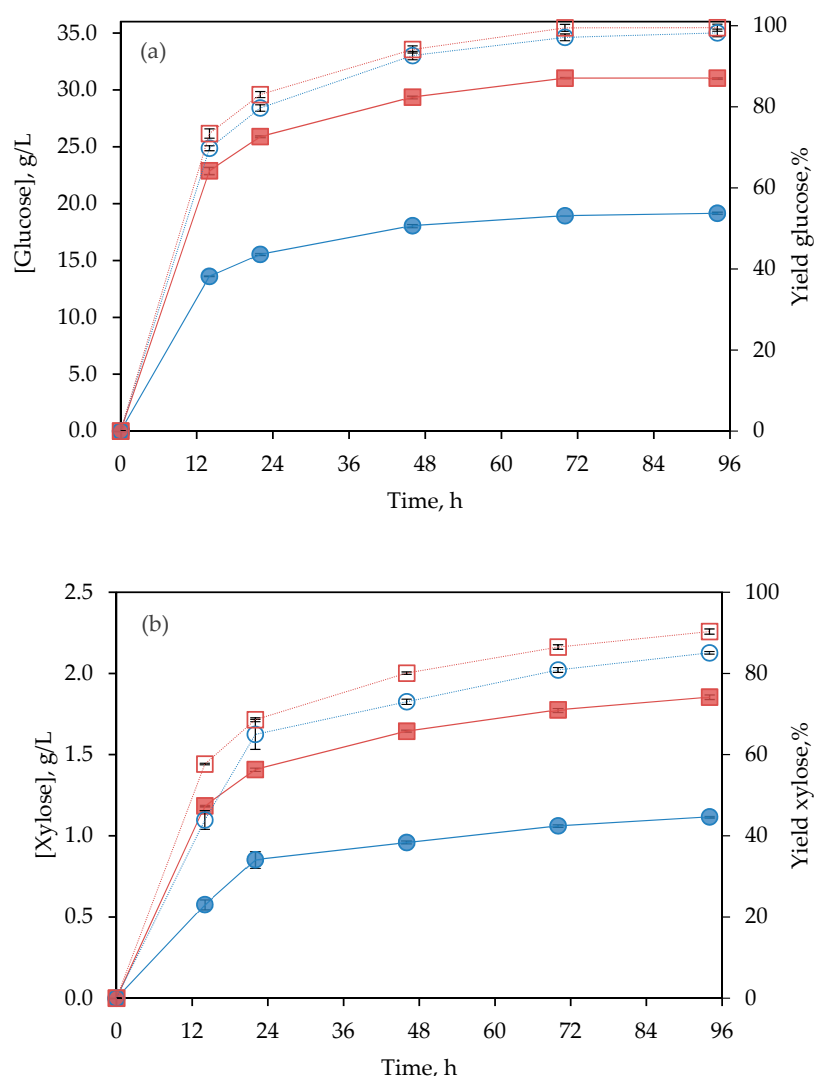 (a)
[Glucose], g/L
35.0
30.0
25.0
20.0
15.0
10.0
5.0
0.0
100
80
60
40
20
0
Yield glucose,%
0 12 24 36 48 60 72 84 96
Time, h
(b)
[Xylose], g/L
2.5
2.0
1.5
1.0
0.5
0.0
100
80
60
40
20
0
Yield xylose,%
0 12 24 36 48 60 72 84 96
Time, h